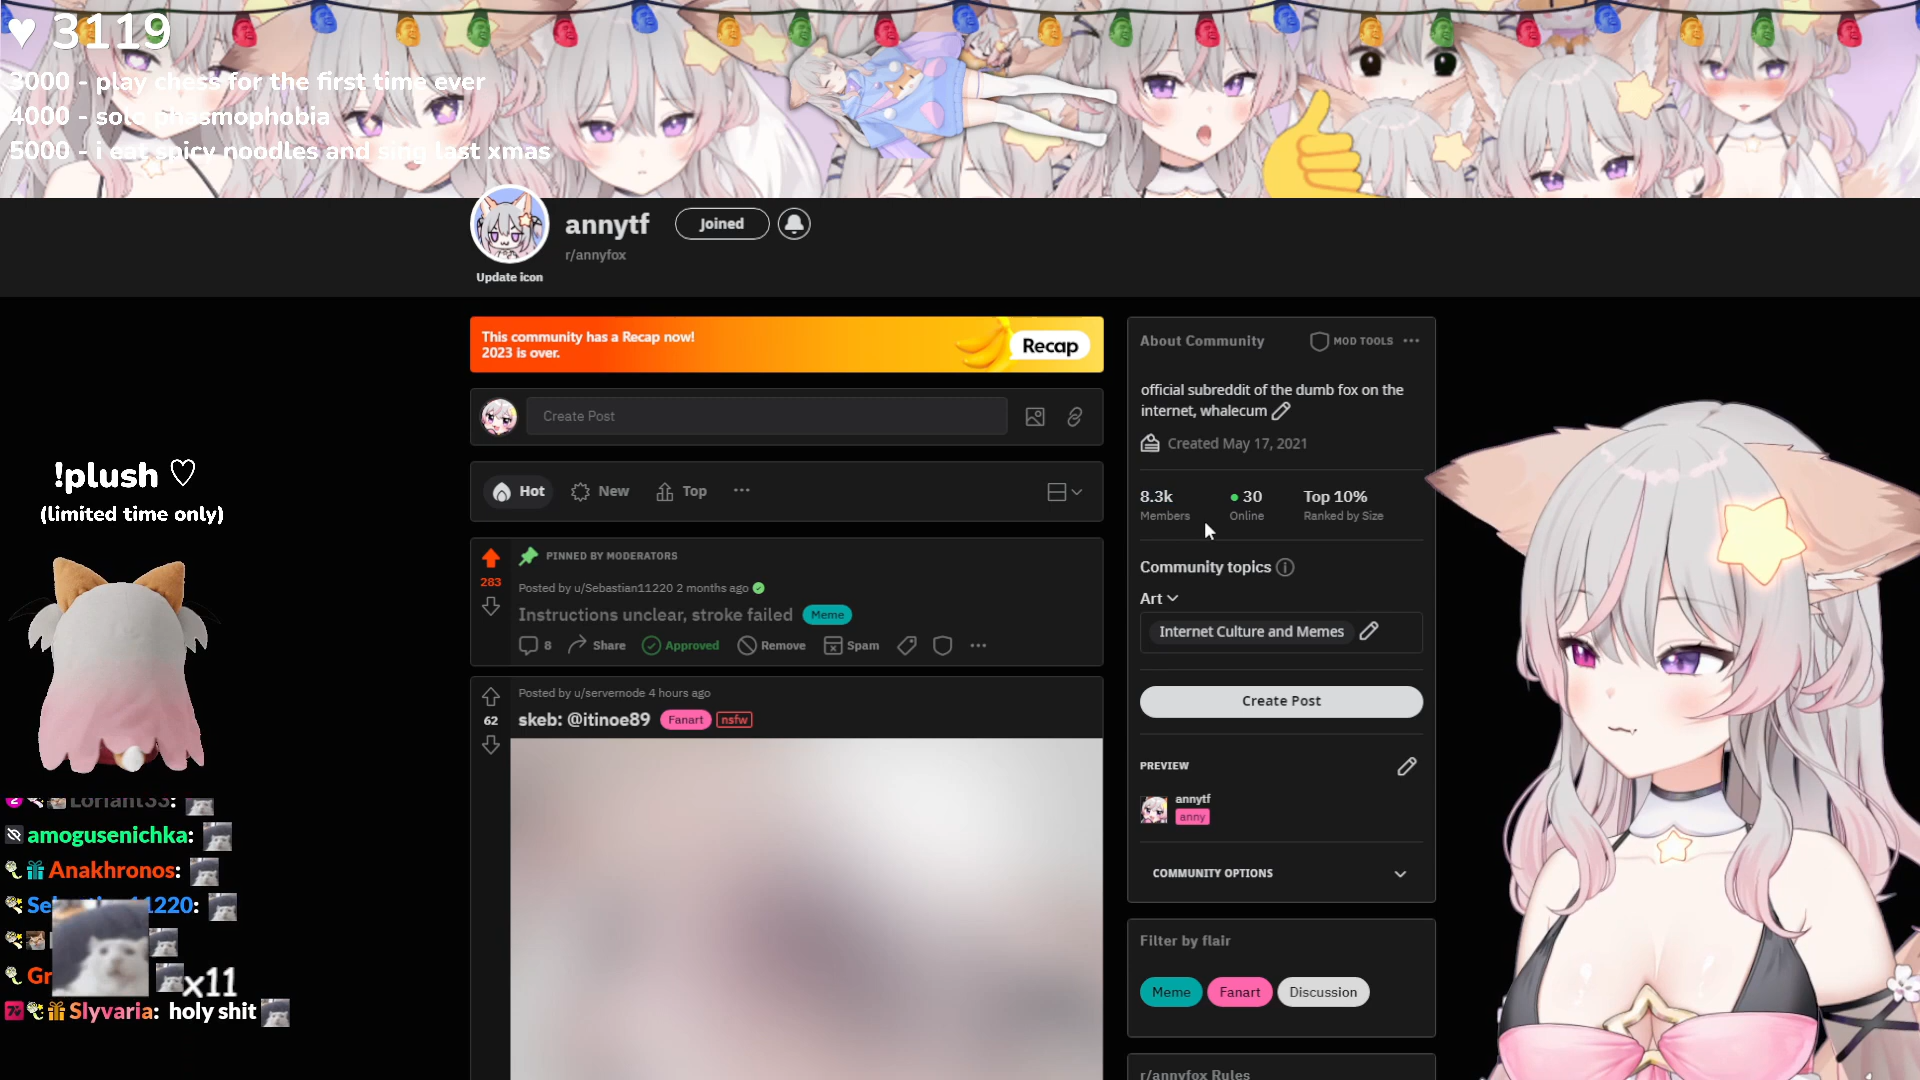 ♥ 3119
3000 - play chess for the first time ever
4000 - solo phasmophobia
5000 - i eat spicy noodles and sing last xmas
annytf
Joined
r/annyfox
Update icon
This community has a Recap now!
2023 is over.
Recap
Create Post
Hot
New
Top
PINNED BY MODERATORS
283
Posted by u/Sebastian11220 2 months ago
Instructions unclear, stroke failed
Meme
8
Share
Approved
Remove
Spam
Posted by u/servernode 4 hours ago
62
skeb: @itinoe89
Fanart
nsfw
About Community
MOD TOOLS
official subreddit of the dumb fox on the
internet, whalecum
Created May 17, 2021
8.3k
30
Top 10%
Members
Online
Ranked by Size
Community topics
Art
Internet Culture and Memes
Create Post
PREVIEW
annytf
anny
COMMUNITY OPTIONS
Filter by flair
Meme
Fanart
Discussion
r/annyfox Rules
!plush ♡
(limited time only)
Loriant33:
amogusenichka:
Anakhronos:
x11
Slyvaria: holy shit